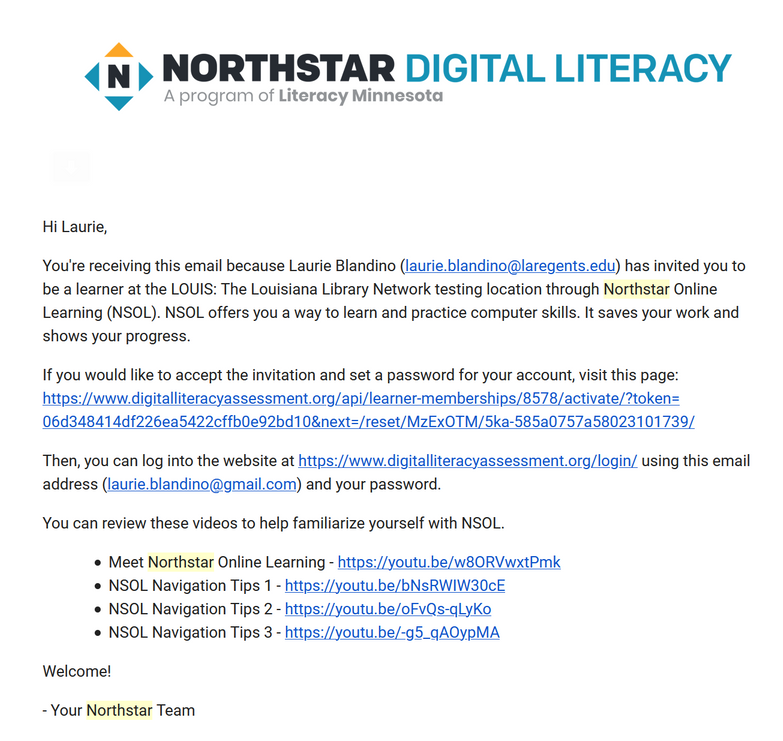 N NORTHSTAR DIGITAL LITERACY
A program of Literacy Minnesota
Hi Laurie,
You're receiving this email because Laurie Blandino (laurie.blandino@laregents.edu) has invited you to
be a learner at the LOUIS: The Louisiana Library Network testing location through Northstar Online
Learning (NSOL). NSOL offers you a way to learn and practice computer skills. It saves your work and
shows your progress.
If you would like to accept the invitation and set a password for your account, visit this page:
https://www.digitalliteracyassessment.org/api/learner-memberships/8578/activate/?token=
06d348414df226ea5422cffb0e92bd10&next=/reset/MzExOTM/5ka-585a0757a58023101739/
Then, you can log into the website at https://www.digitalliteracyassessment.org/login/ using this email
address (laurie.blandino@gmail.com) and your password.
You can review these videos to help familiarize yourself with NSOL.
• Meet Northstar Online Learning - https://youtu.be/w8ORVwxtPmk
• NSOL Navigation Tips 1 - https://youtu.be/bNsRWIW30cE
• NSOL Navigation Tips 2 - https://youtu.be/oFvQs-qLyKo
• NSOL Navigation Tips 3 - https://youtu.be/-g5_qAOypMA
Welcome!
- Your Northstar Team